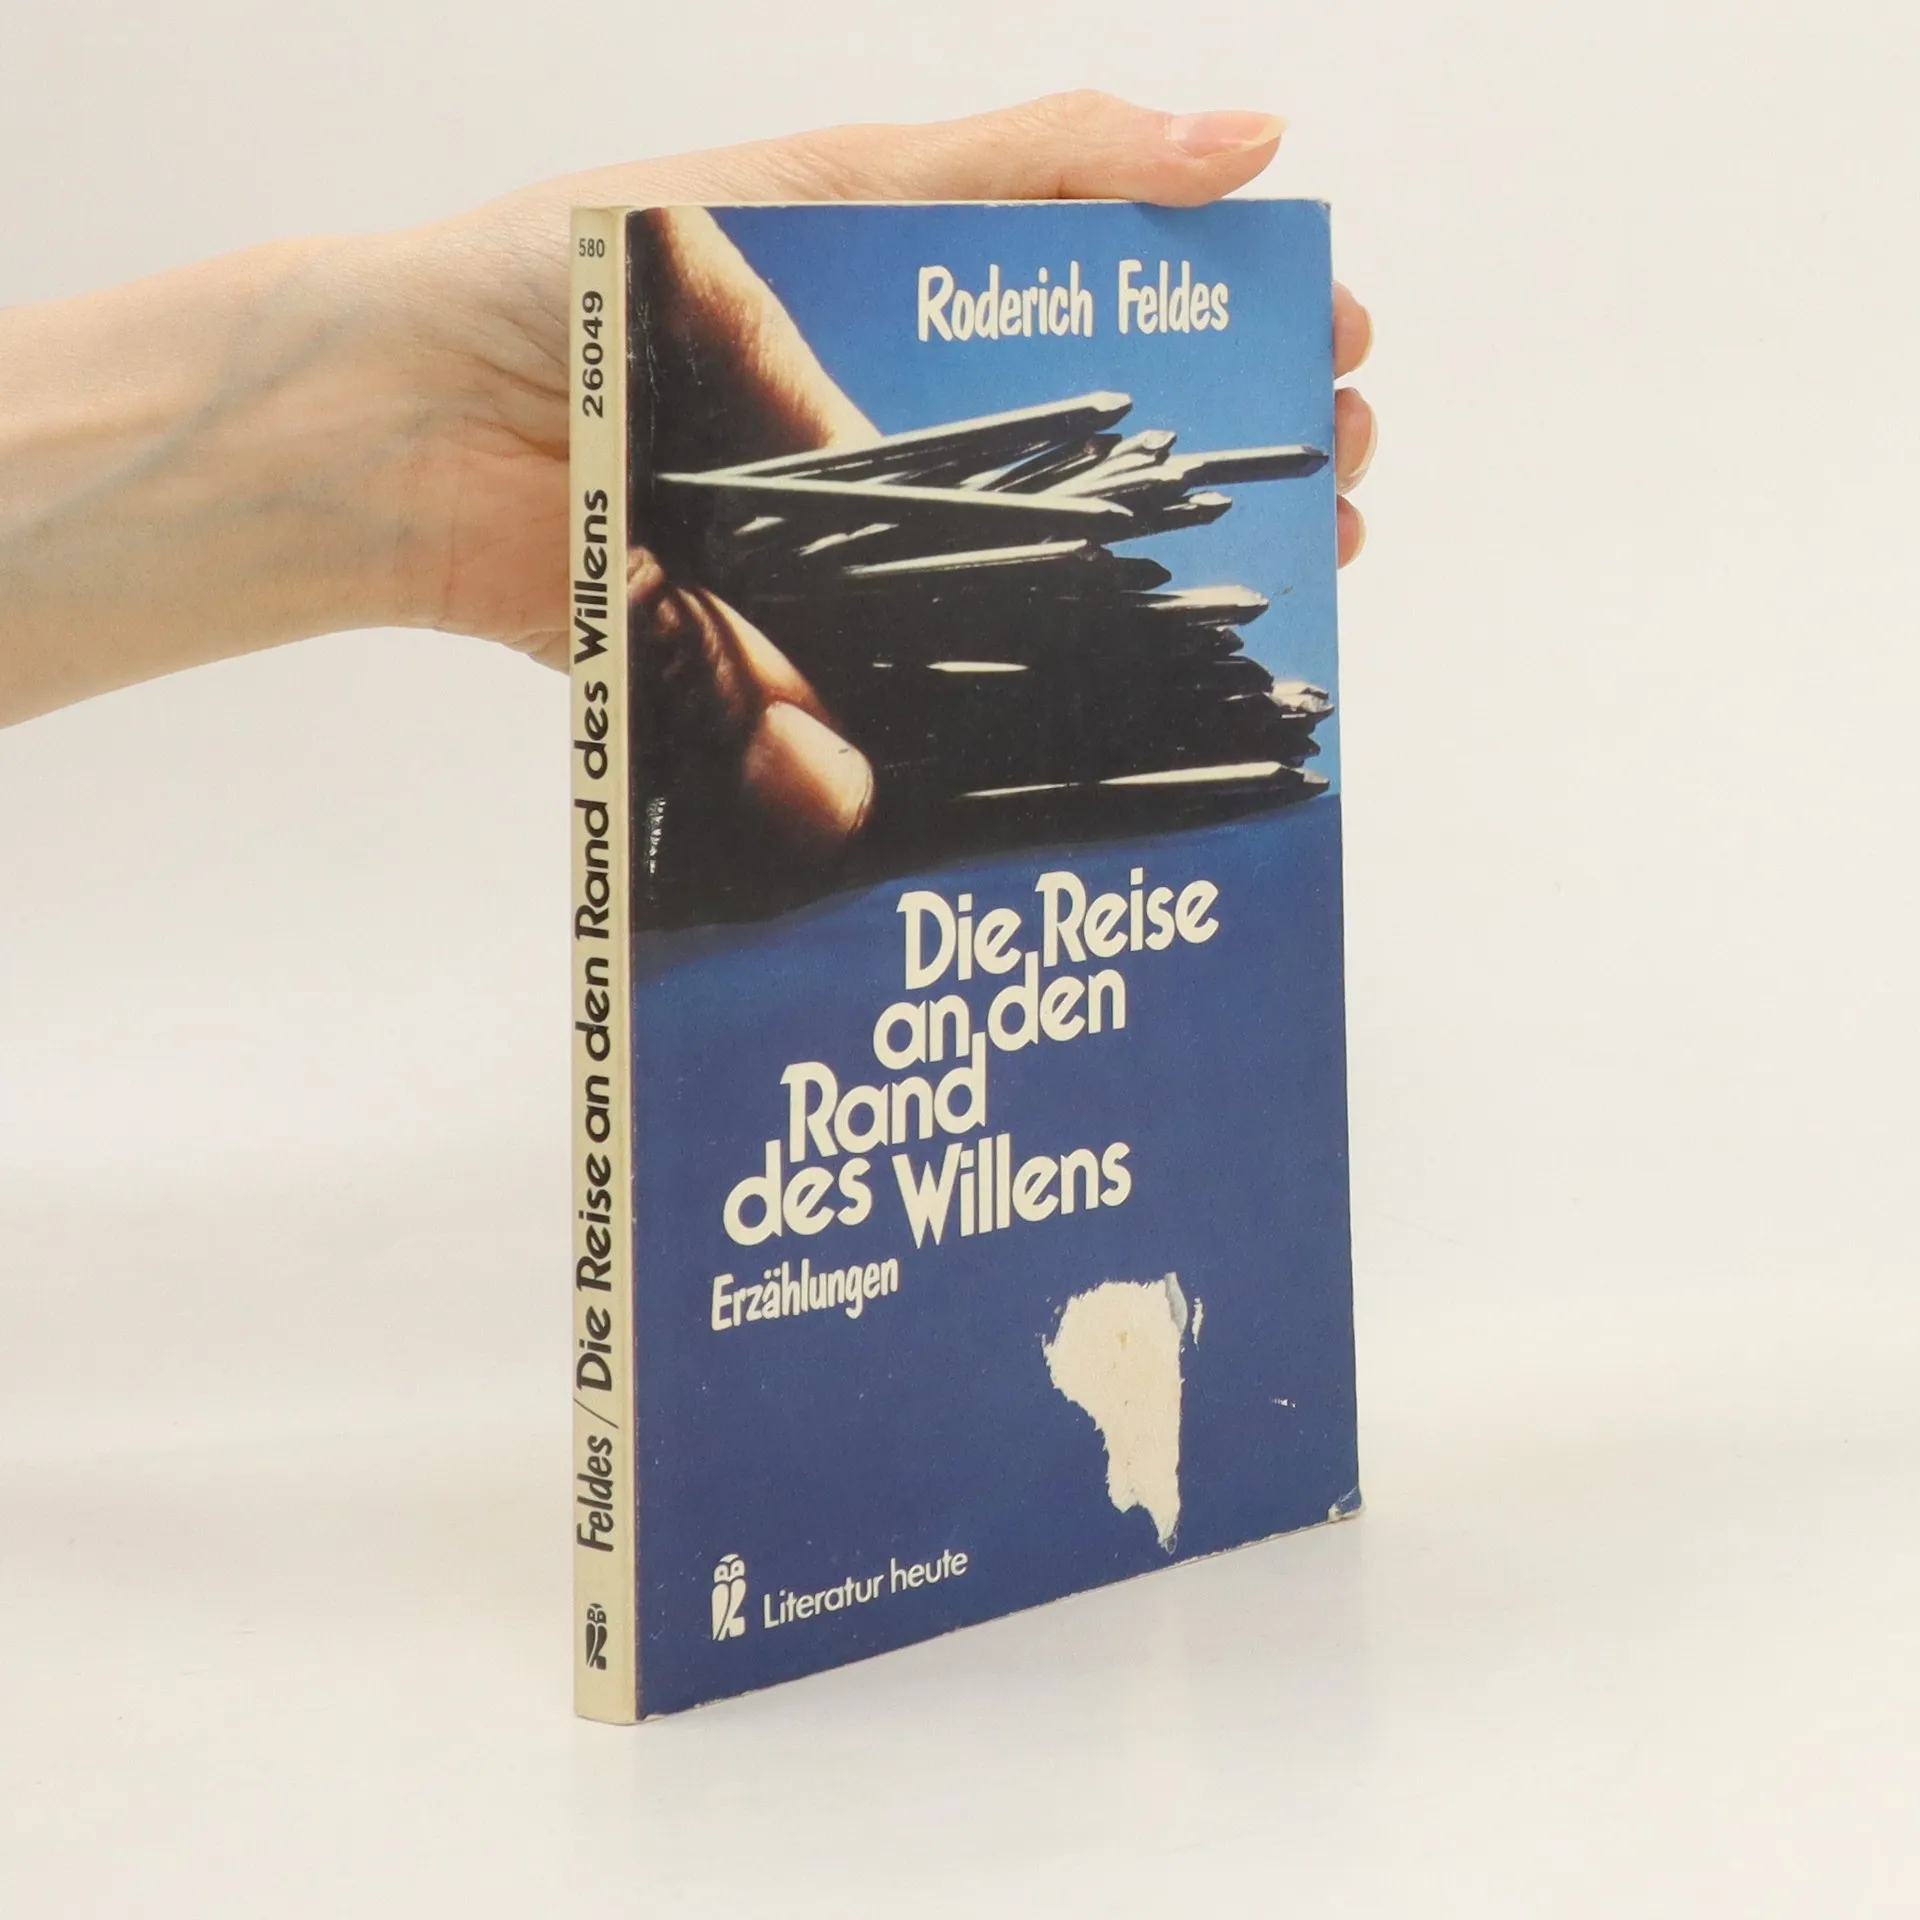 580
26049
Feldes / Die Reise an den Rand des Willens
Roderich Feldes
Die Reise
an den
Rand
des Willens
Erzählungen
Literatur heute